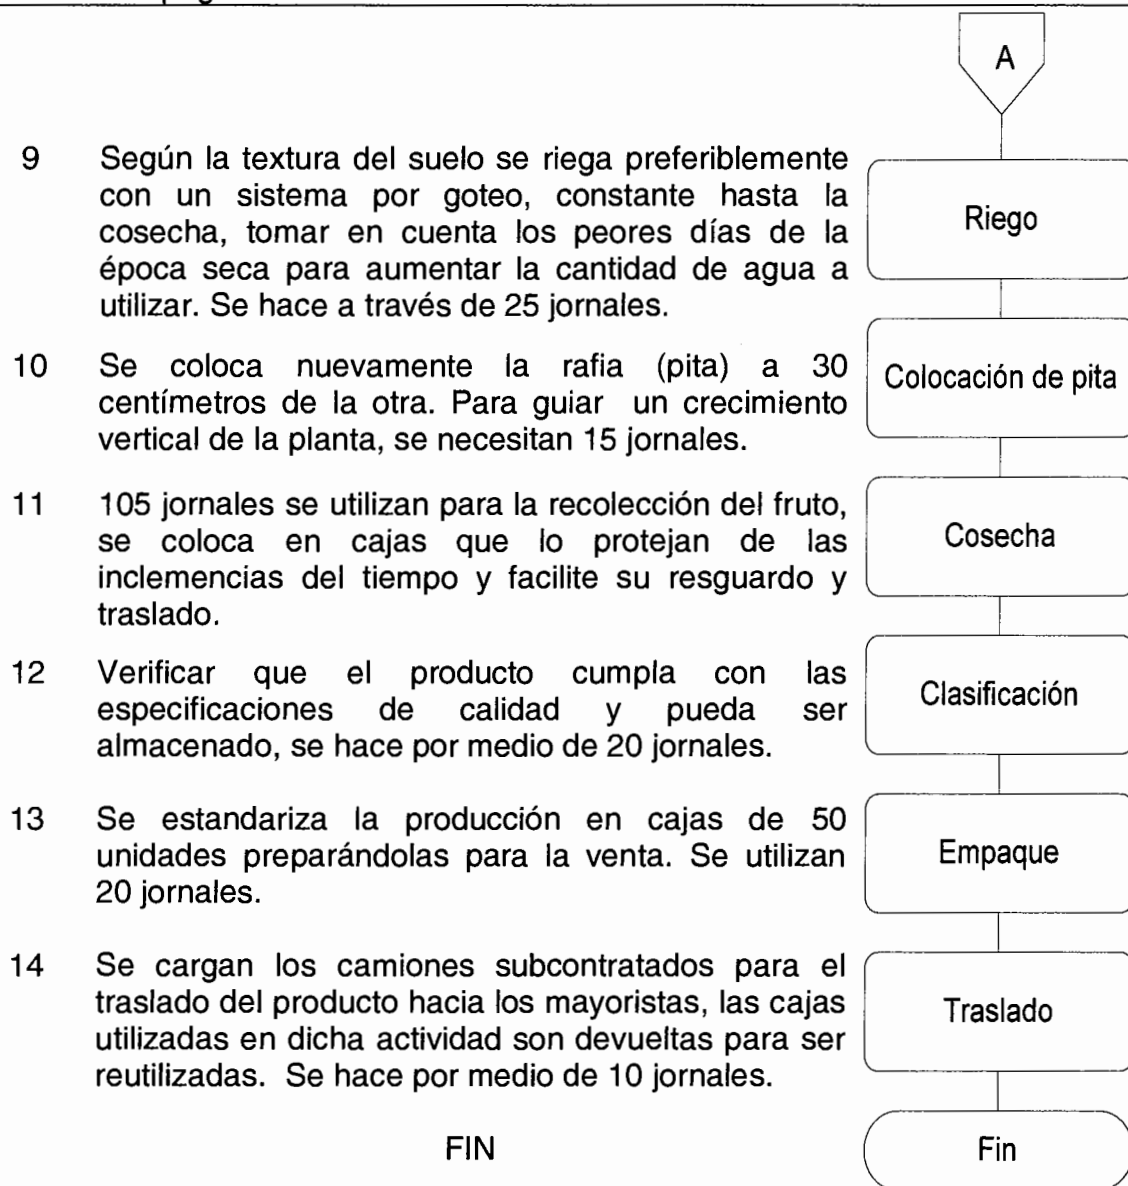 A
9 Según la textura del suelo se riega preferiblemente
con un sistema por goteo, constante hasta la
cosecha, tomar en cuenta los peores días de la
época seca para aumentar la cantidad de agua a
utilizar. Se hace a través de 25 jornales.
Riego
10 Se coloca nuevamente la rafia (pita) a 30
centímetros de la otra. Para guiar un crecimiento
vertical de la planta, se necesitan 15 jornales.
Colocación de pita
11 105 jornales se utilizan para la recolección del fruto,
se coloca en cajas que lo protejan de las
inclemencias del tiempo y facilite su resguardo y
traslado.
Cosecha
12 Verificar que el producto cumpla con las
especificaciones de calidad y pueda ser
almacenado, se hace por medio de 20 jornales.
Clasificación
13 Se estandariza la producción en cajas de 50
unidades preparándolas para la venta. Se utilizan
20 jornales.
Empaque
14 Se cargan los camiones subcontratados para el
traslado del producto hacia los mayoristas, las cajas
utilizadas en dicha actividad son devueltas para ser
reutilizadas. Se hace por medio de 10 jornales.
Traslado
FIN
Fin